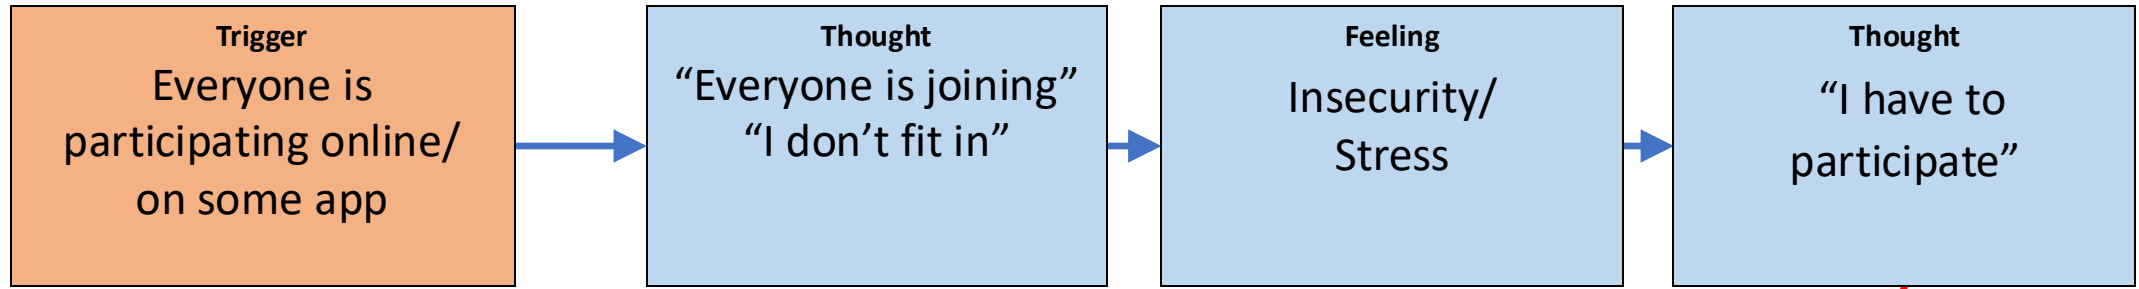 Trigger
Everyone is
participating online/
on some app
Thought
“Everyone is joining”
“I don’t fit in”
Feeling
Insecurity/
Stress
Thought
“I have to
participate”